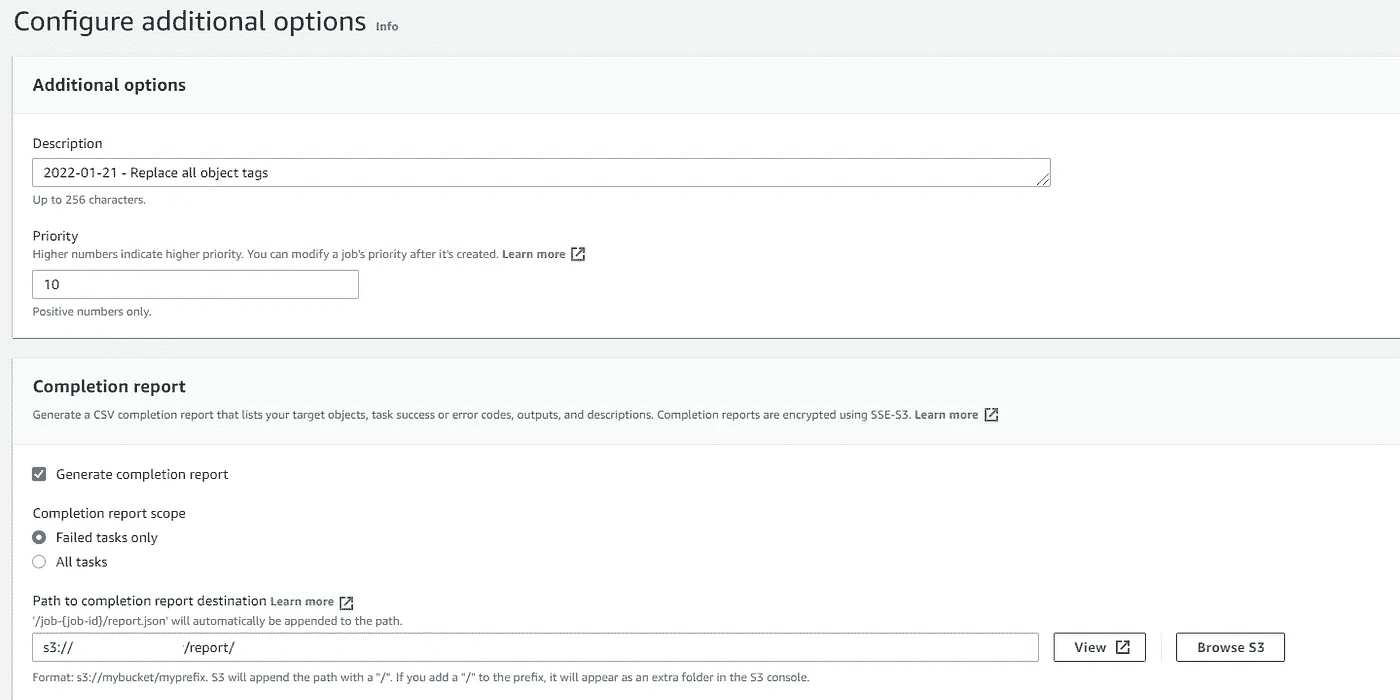 Configure additional options Info
Additional options
Description
2022-01-21 - Replace all object tags
Up to 256 characters.
Priority
Higher numbers indicate higher priority. You can modify a job's priority after it's created. Learn more
10
Positive numbers only.
Completion report
Generate a CSV completion report that lists your target objects, task success or error codes, outputs, and descriptions. Completion reports are encrypted using SSE-S3. Learn more
Generate completion report
Completion report scope
Failed tasks only
All tasks
Path to completion report destination Learn more
'/job-{job-id}/report.json' will automatically be appended to the path.
s3:// /report/ View Browse S3
Format: s3://mybucket/myprefix. S3 will append the path with a "/". If you add a "/" to the prefix, it will appear as an extra folder in the S3 console.